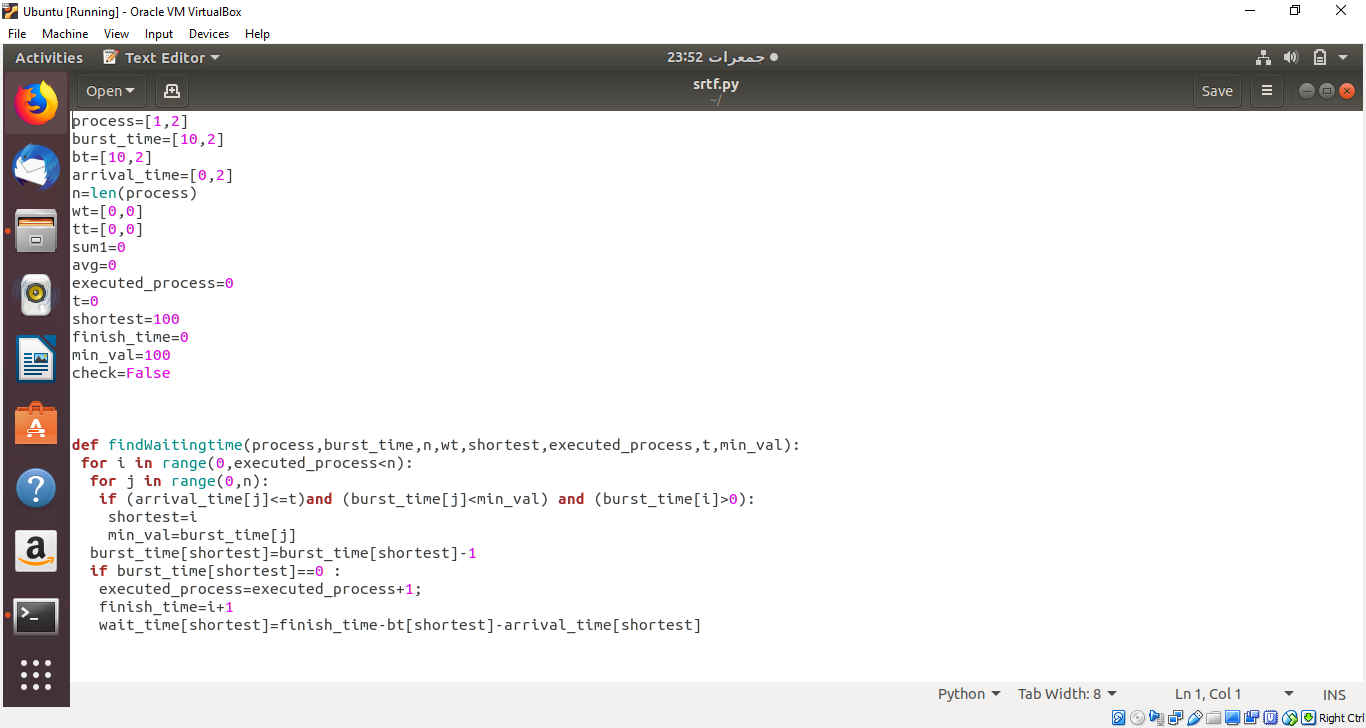 Ubuntu [Running] - Oracle VM VirtualBox
File Machine View Input Devices Help
Activities Text Editor جمعرات 23:52
Open srtf.py Save
~/
process=[1,2]
burst_time=[10,2]
bt=[10,2]
arrival_time=[0,2]
n=len(process)
wt=[0,0]
tt=[0,0]
sum1=0
avg=0
executed_process=0
t=0
shortest=100
finish_time=0
min_val=100
check=False
def findWaitingtime(process,burst_time,n,wt,shortest,executed_process,t,min_val):
 for i in range(0,executed_process<n):
  for j in range(0,n):
   if (arrival_time[j]<=t)and (burst_time[j]<min_val) and (burst_time[i]>0):
    shortest=i
    min_val=burst_time[j]
  burst_time[shortest]=burst_time[shortest]-1
  if burst_time[shortest]==0 :
   executed_process=executed_process+1;
   finish_time=i+1
   wait_time[shortest]=finish_time-bt[shortest]-arrival_time[shortest]
Python Tab Width: 8 Ln 1, Col 1 INS
Right Ctrl